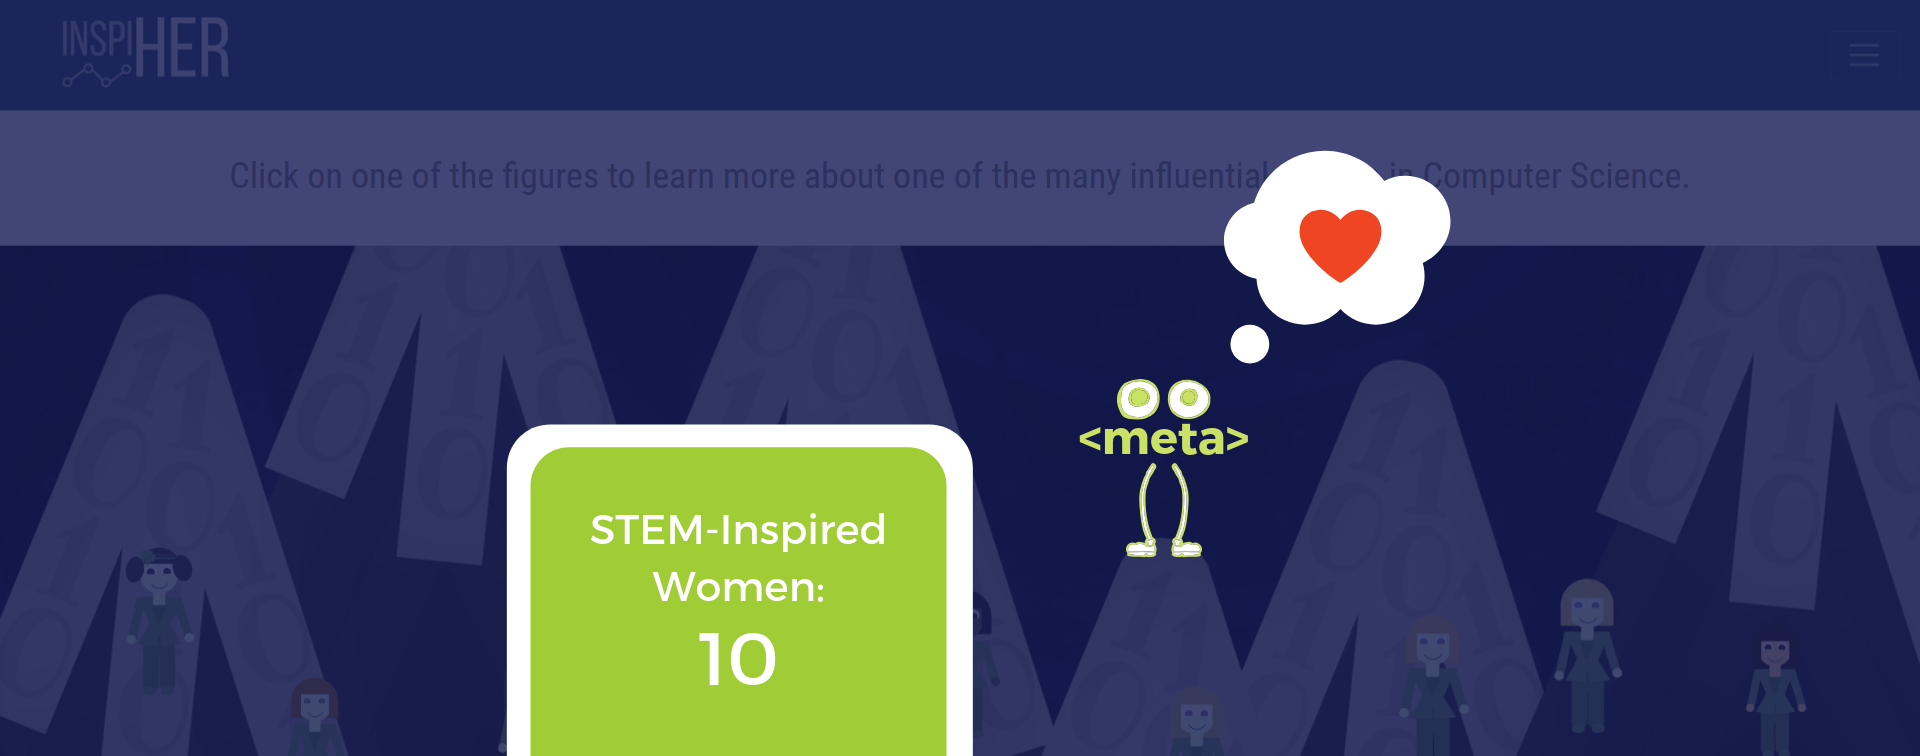 INSPIHER
Click on one of the figures to learn more about one of the many influential in Computer Science.
<meta>
STEM-Inspired
Women:
10